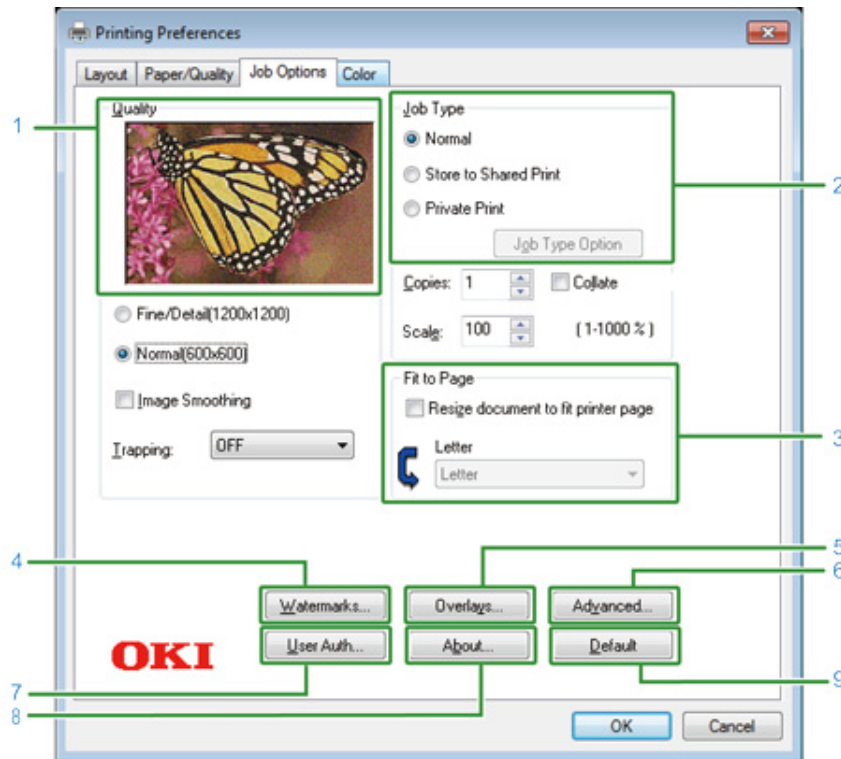 Printing Preferences
Layout Paper/Quality Job Options Color
Quality
1
Job Type
Normal
Store to Shared Print
Private Print
Job Type Option
2
Copies: 1 Collate
Scale: 100 (1-1000 %)
Fine/Detail(1200x1200)
Normal(600x600)
Image Smoothing
Trapping: OFF
Fit to Page
Resize document to fit printer page
Letter
Letter
3
4
5
6
Watermarks... Overlays... Advanced...
OKI
User Auth... About... Default
7
8
9
OK Cancel